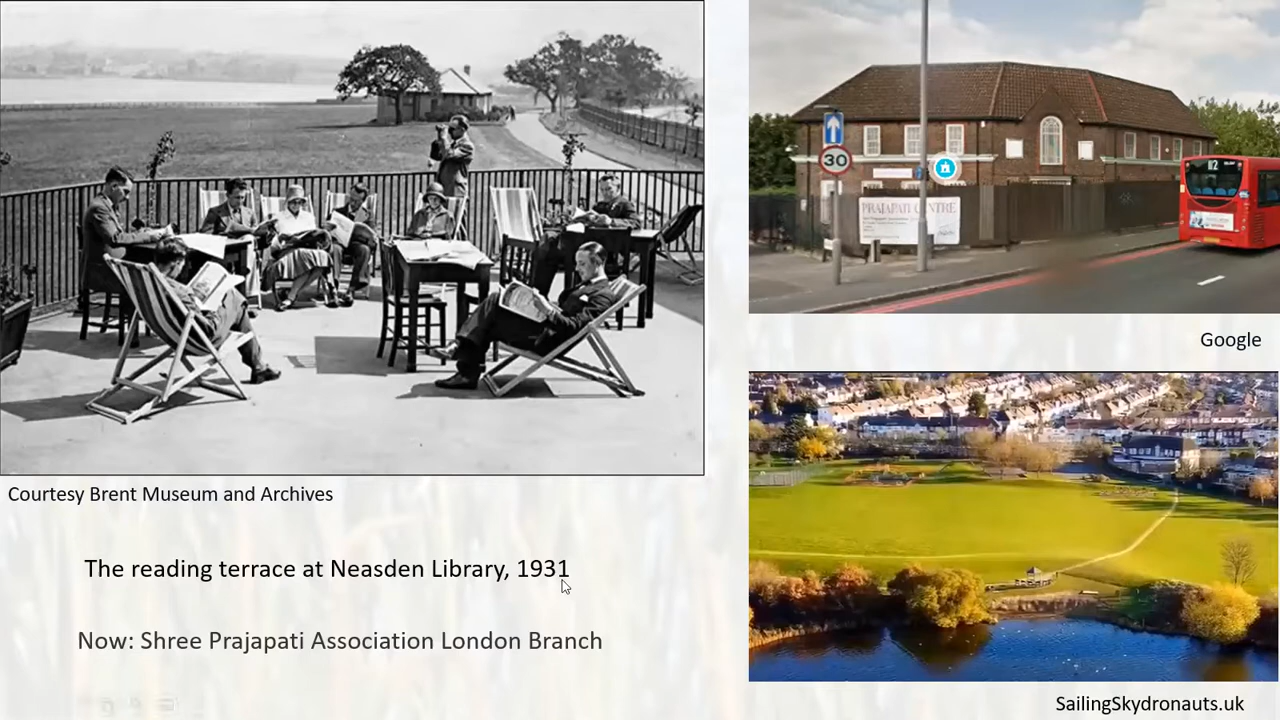 Courtesy Brent Museum and Archives
The reading terrace at Neasden Library, 1931
Now: Shree Prajapati Association London Branch
30
PRAJAPATI CENTRE
112
Google
SailingSkydronauts.uk